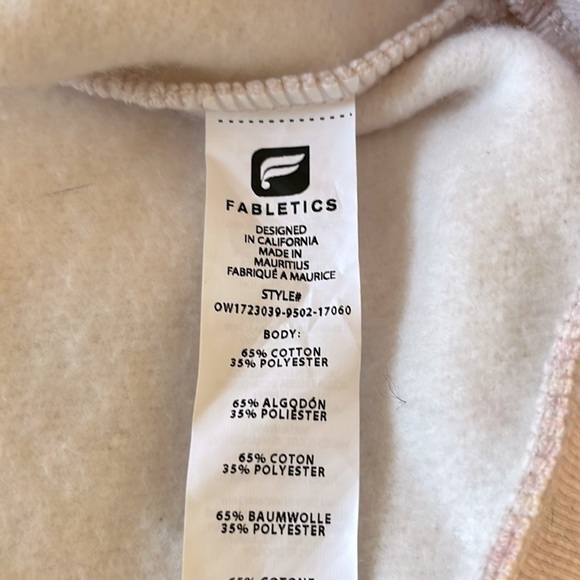 FABLETICS
DESIGNED
IN CALIFORNIA
MADE IN
MAURITIUS
FABRIQUÉ A MAURICE
STYLE#
OW1723039-9502-17060
BODY:
65% COTTON
35% POLYESTER
65% ALGODÓN
35% POLIÉSTER
65% COTON
35% POLYESTER
65% BAUMWOLLE
35% POLYESTER